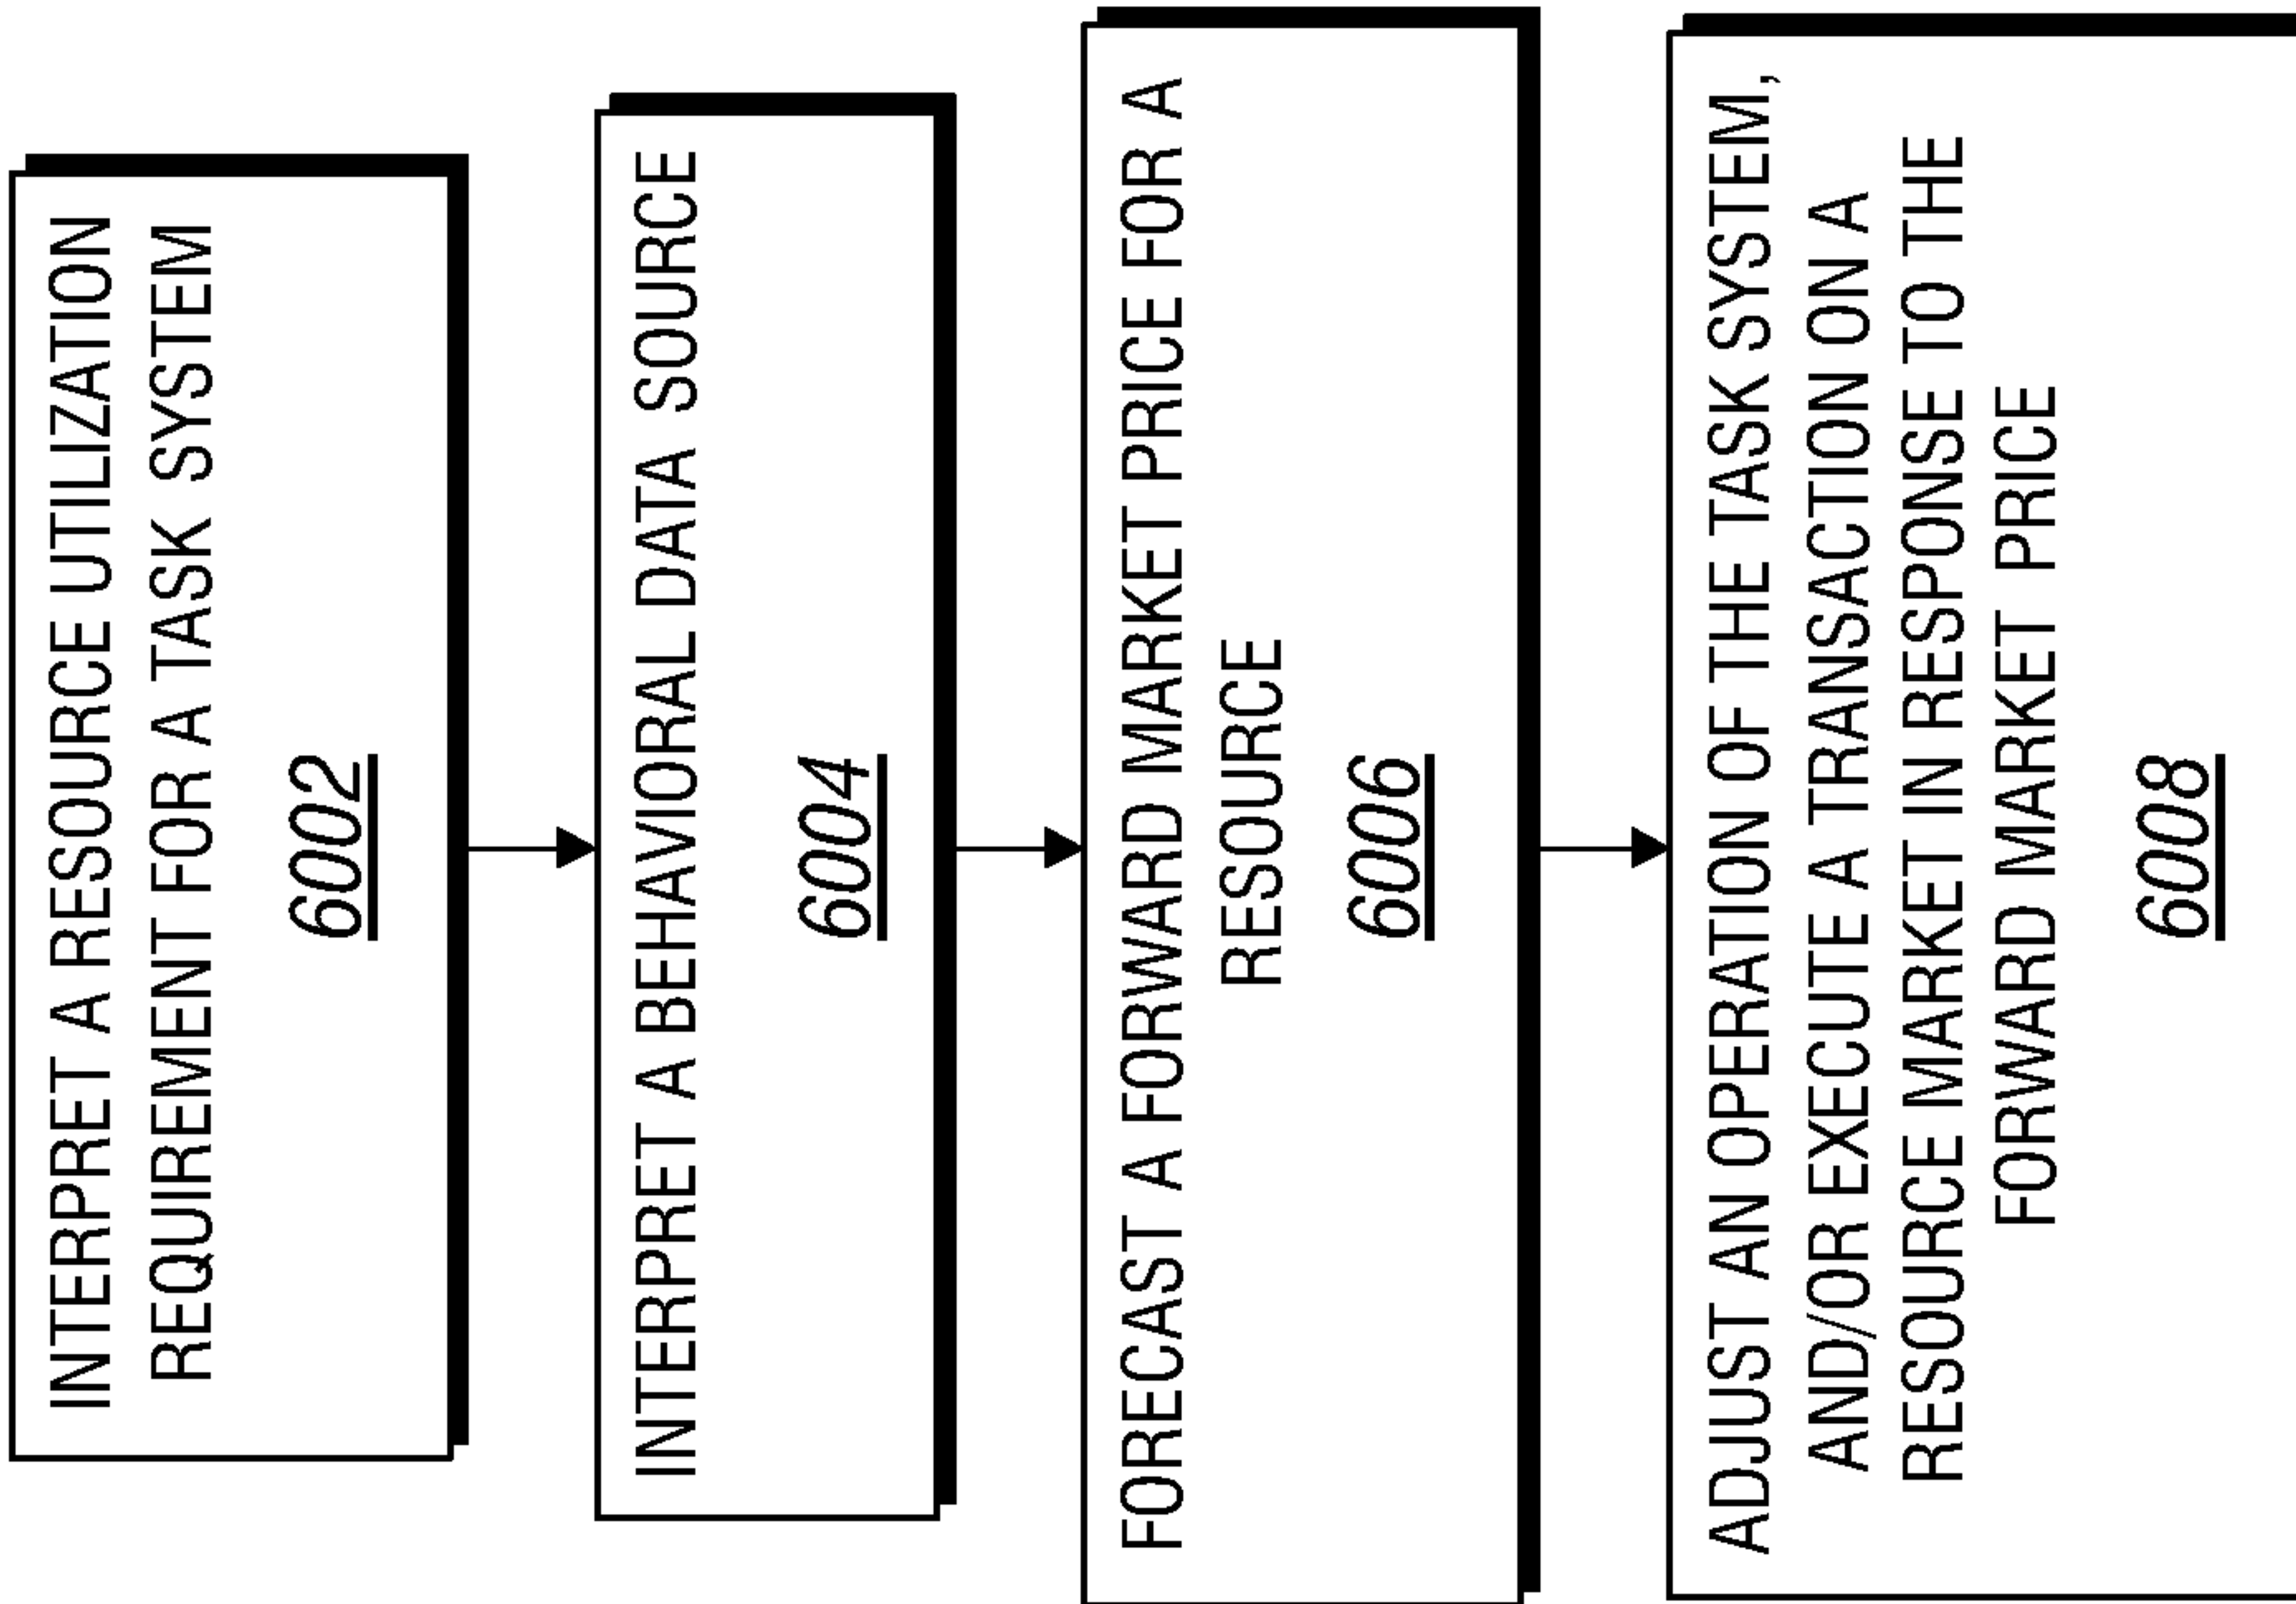 INTERPRET A RESOURCE UTILIZATION
REQUIREMENT FOR A TASK SYSTEM
6002
INTERPRET A BEHAVIORAL DATA SOURCE
6004
FORECAST A FORWARD MARKET PRICE FOR A
RESOURCE
6006
ADJUST AN OPERATION OF THE TASK SYSTEM,
AND/OR EXECUTE A TRANSACTION ON A
RESOURCE MARKET IN RESPONSE TO THE
FORWARD MARKET PRICE
6008